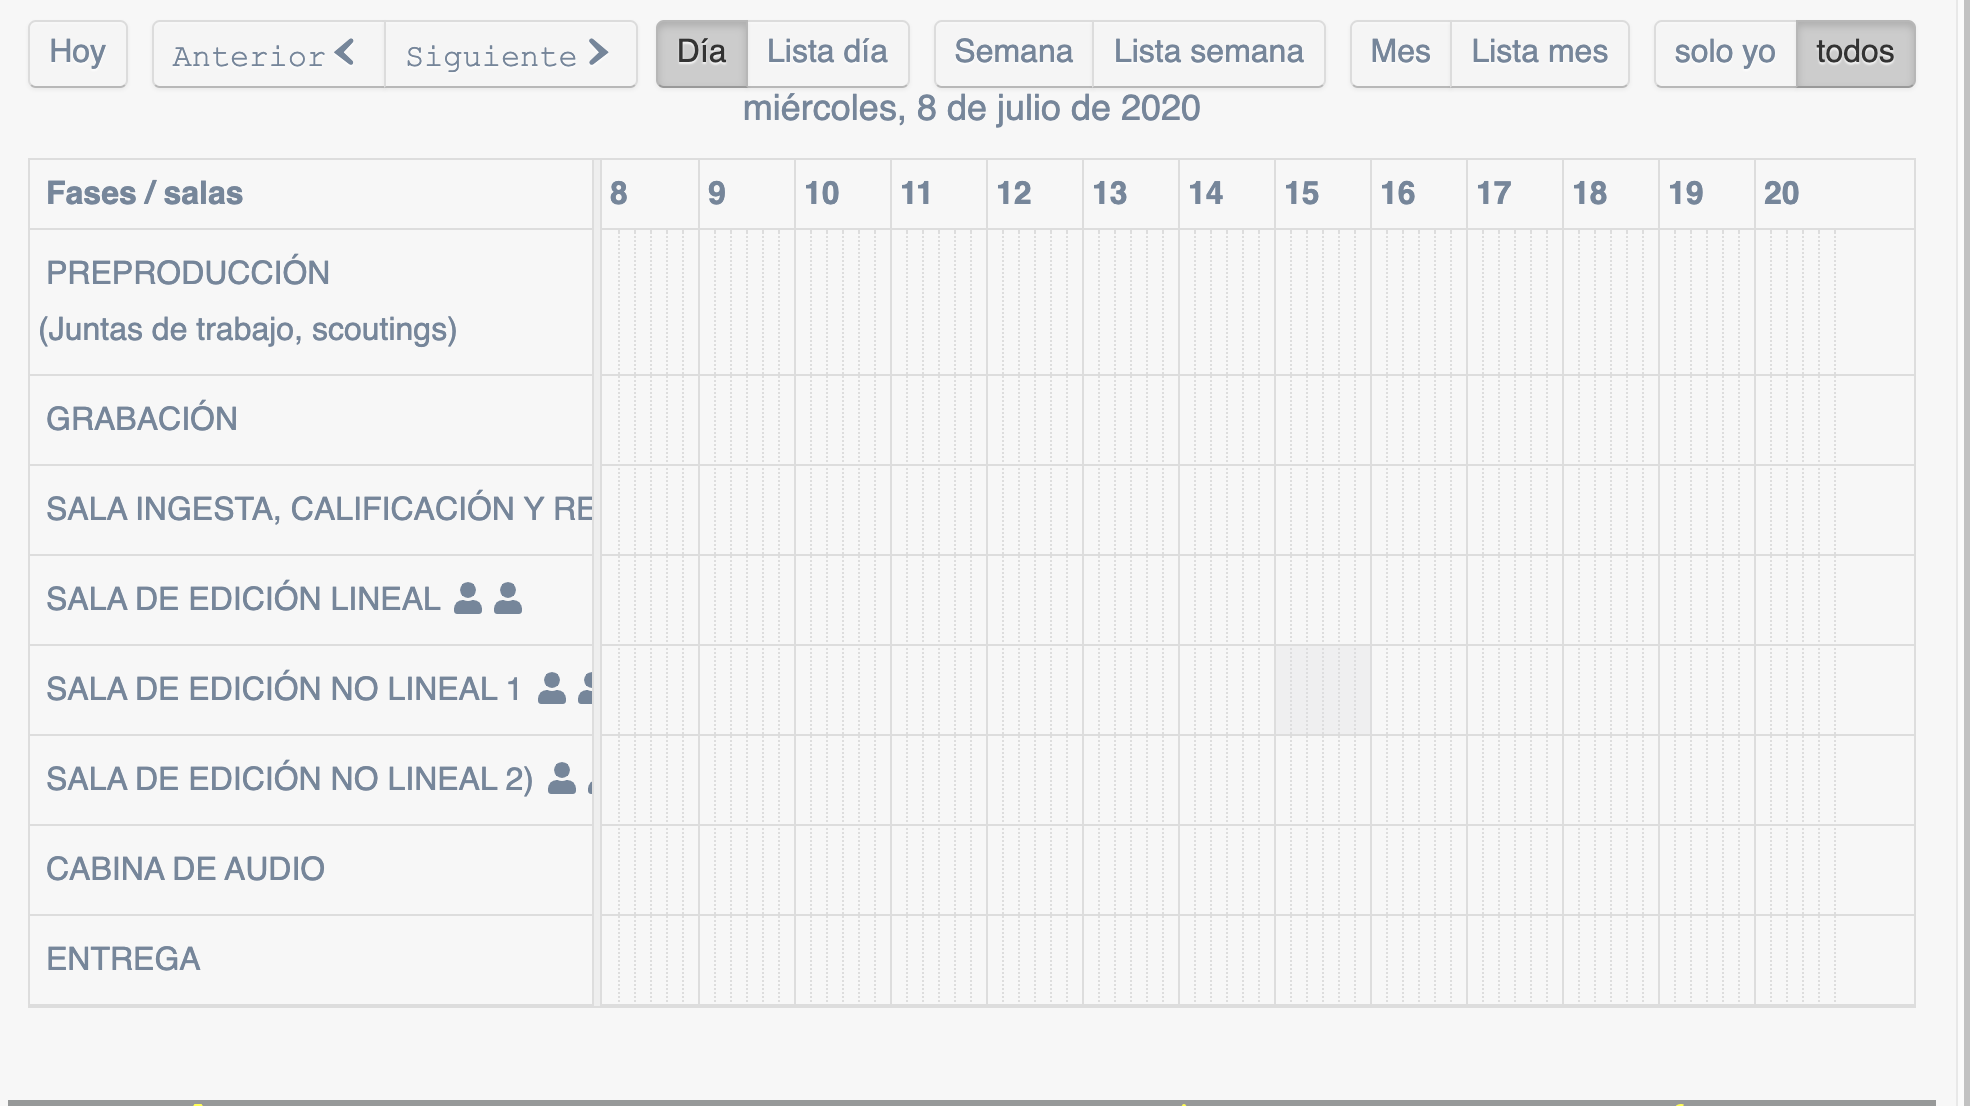 Hoy Anterior Siguiente Día Lista día Semana Lista semana Mes Lista mes solo yo todos
miércoles, 8 de julio de 2020
Fases / salas 8 9 10 11 12 13 14 15 16 17 18 19 20
PREPRODUCCIÓN
(Juntas de trabajo, scoutings)
GRABACIÓN
SALA INGESTA, CALIFICACIÓN Y RE
SALA DE EDICIÓN LINEAL
SALA DE EDICIÓN NO LINEAL 1
SALA DE EDICIÓN NO LINEAL 2)
CABINA DE AUDIO
ENTREGA